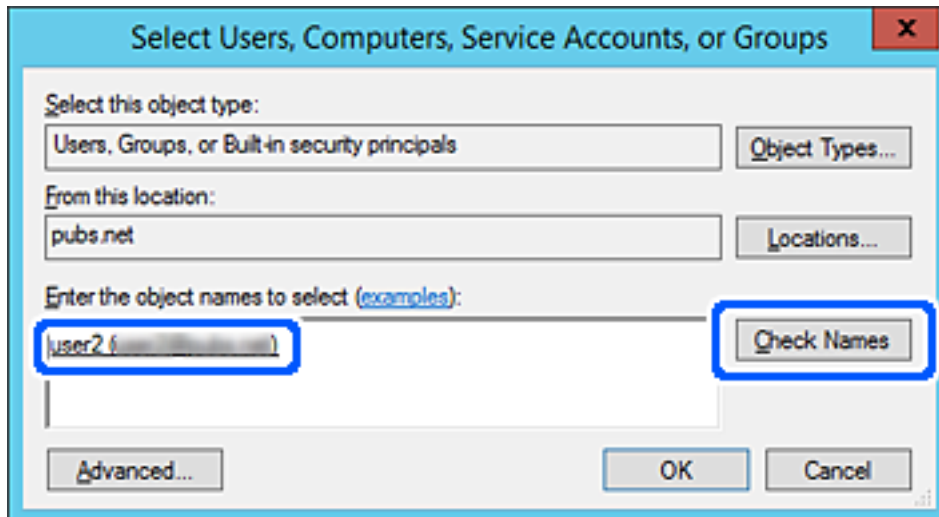 Select Users, Computers, Service Accounts, or Groups
x
Select this object type:
Users, Groups, or Built-in security principals
Object Types...
From this location:
pubs.net
Locations...
Enter the object names to select (examples):
user2 ( )
Check Names
Advanced...
OK
Cancel